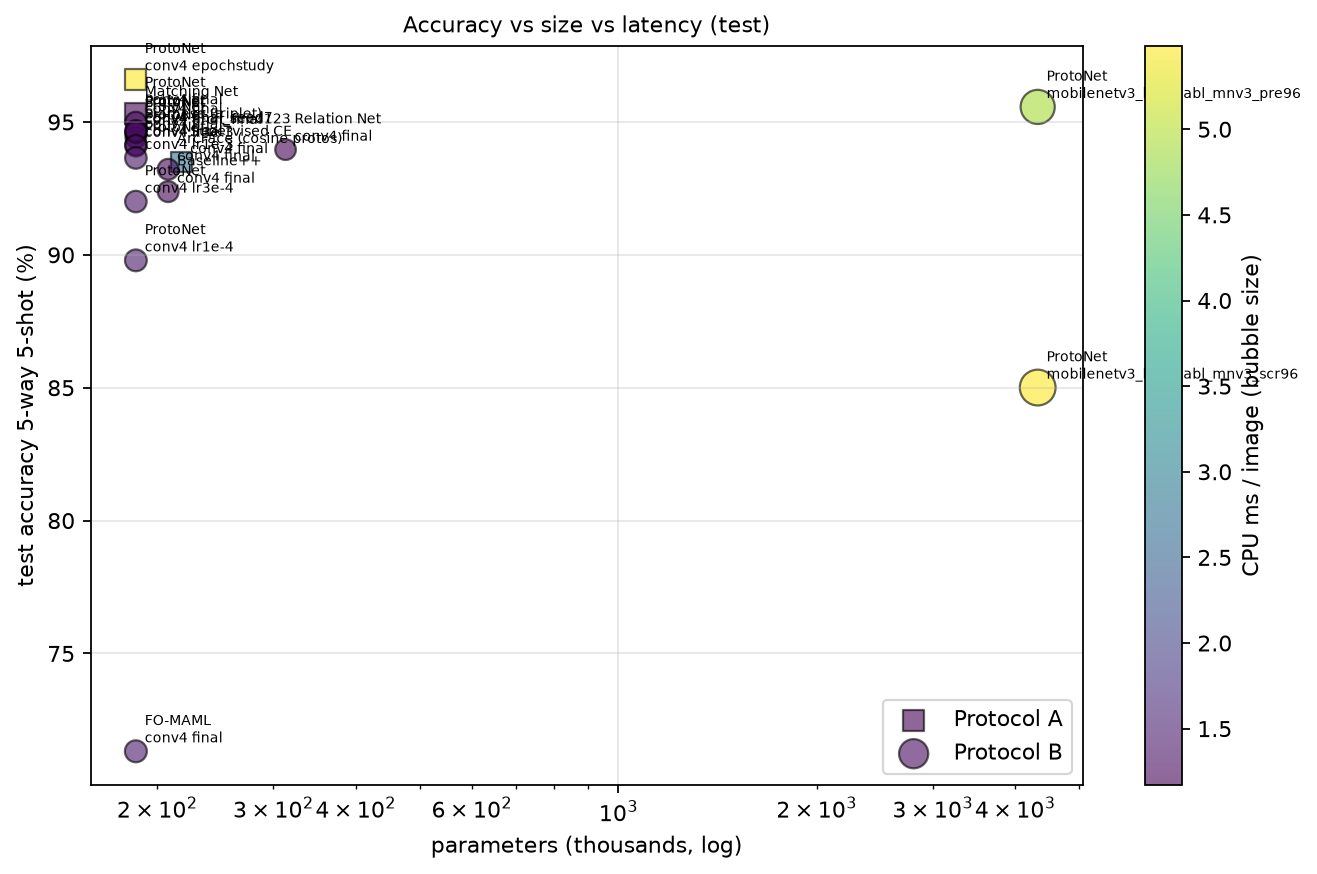 Accuracy vs size vs latency (test)
ProtoNet
conv4 epochstudy
ProtoNet
Matching Net
Relation Net
conv4 final
ArcFace (cosine protos)
conv4 final
Baseline++
conv4 final
ProtoNet
conv4 lr3e-4
ProtoNet
conv4 lr1e-4
FO-MAML
conv4 final
ProtoNet
abl_mnv3_pre96
ProtoNet
abl_mnv3_scr96
95
90
85
80
75
test accuracy 5-way 5-shot (%)
2 × 10²
3 × 10²
4 × 10²
6 × 10²
10³
2 × 10³
3 × 10³
4 × 10³
parameters (thousands, log)
Protocol A
Protocol B
5.0
4.5
4.0
3.5
3.0
2.5
2.0
1.5
CPU ms / image (bubble size)